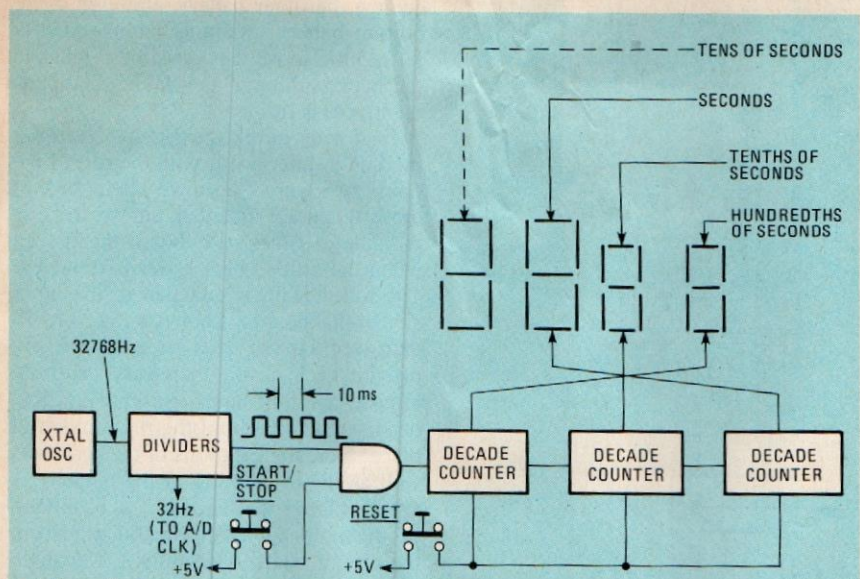 TENS OF SECONDS
SECONDS
TENTHS OF
SECONDS
HUNDREDTHS
OF SECONDS
32768Hz
10 ms
XTAL
OSC
DIVIDERS
START/
STOP
DECADE
COUNTER
DECADE
COUNTER
DECADE
COUNTER
32Hz
(TO A/D
CLK)
RESET
+5V
+5V